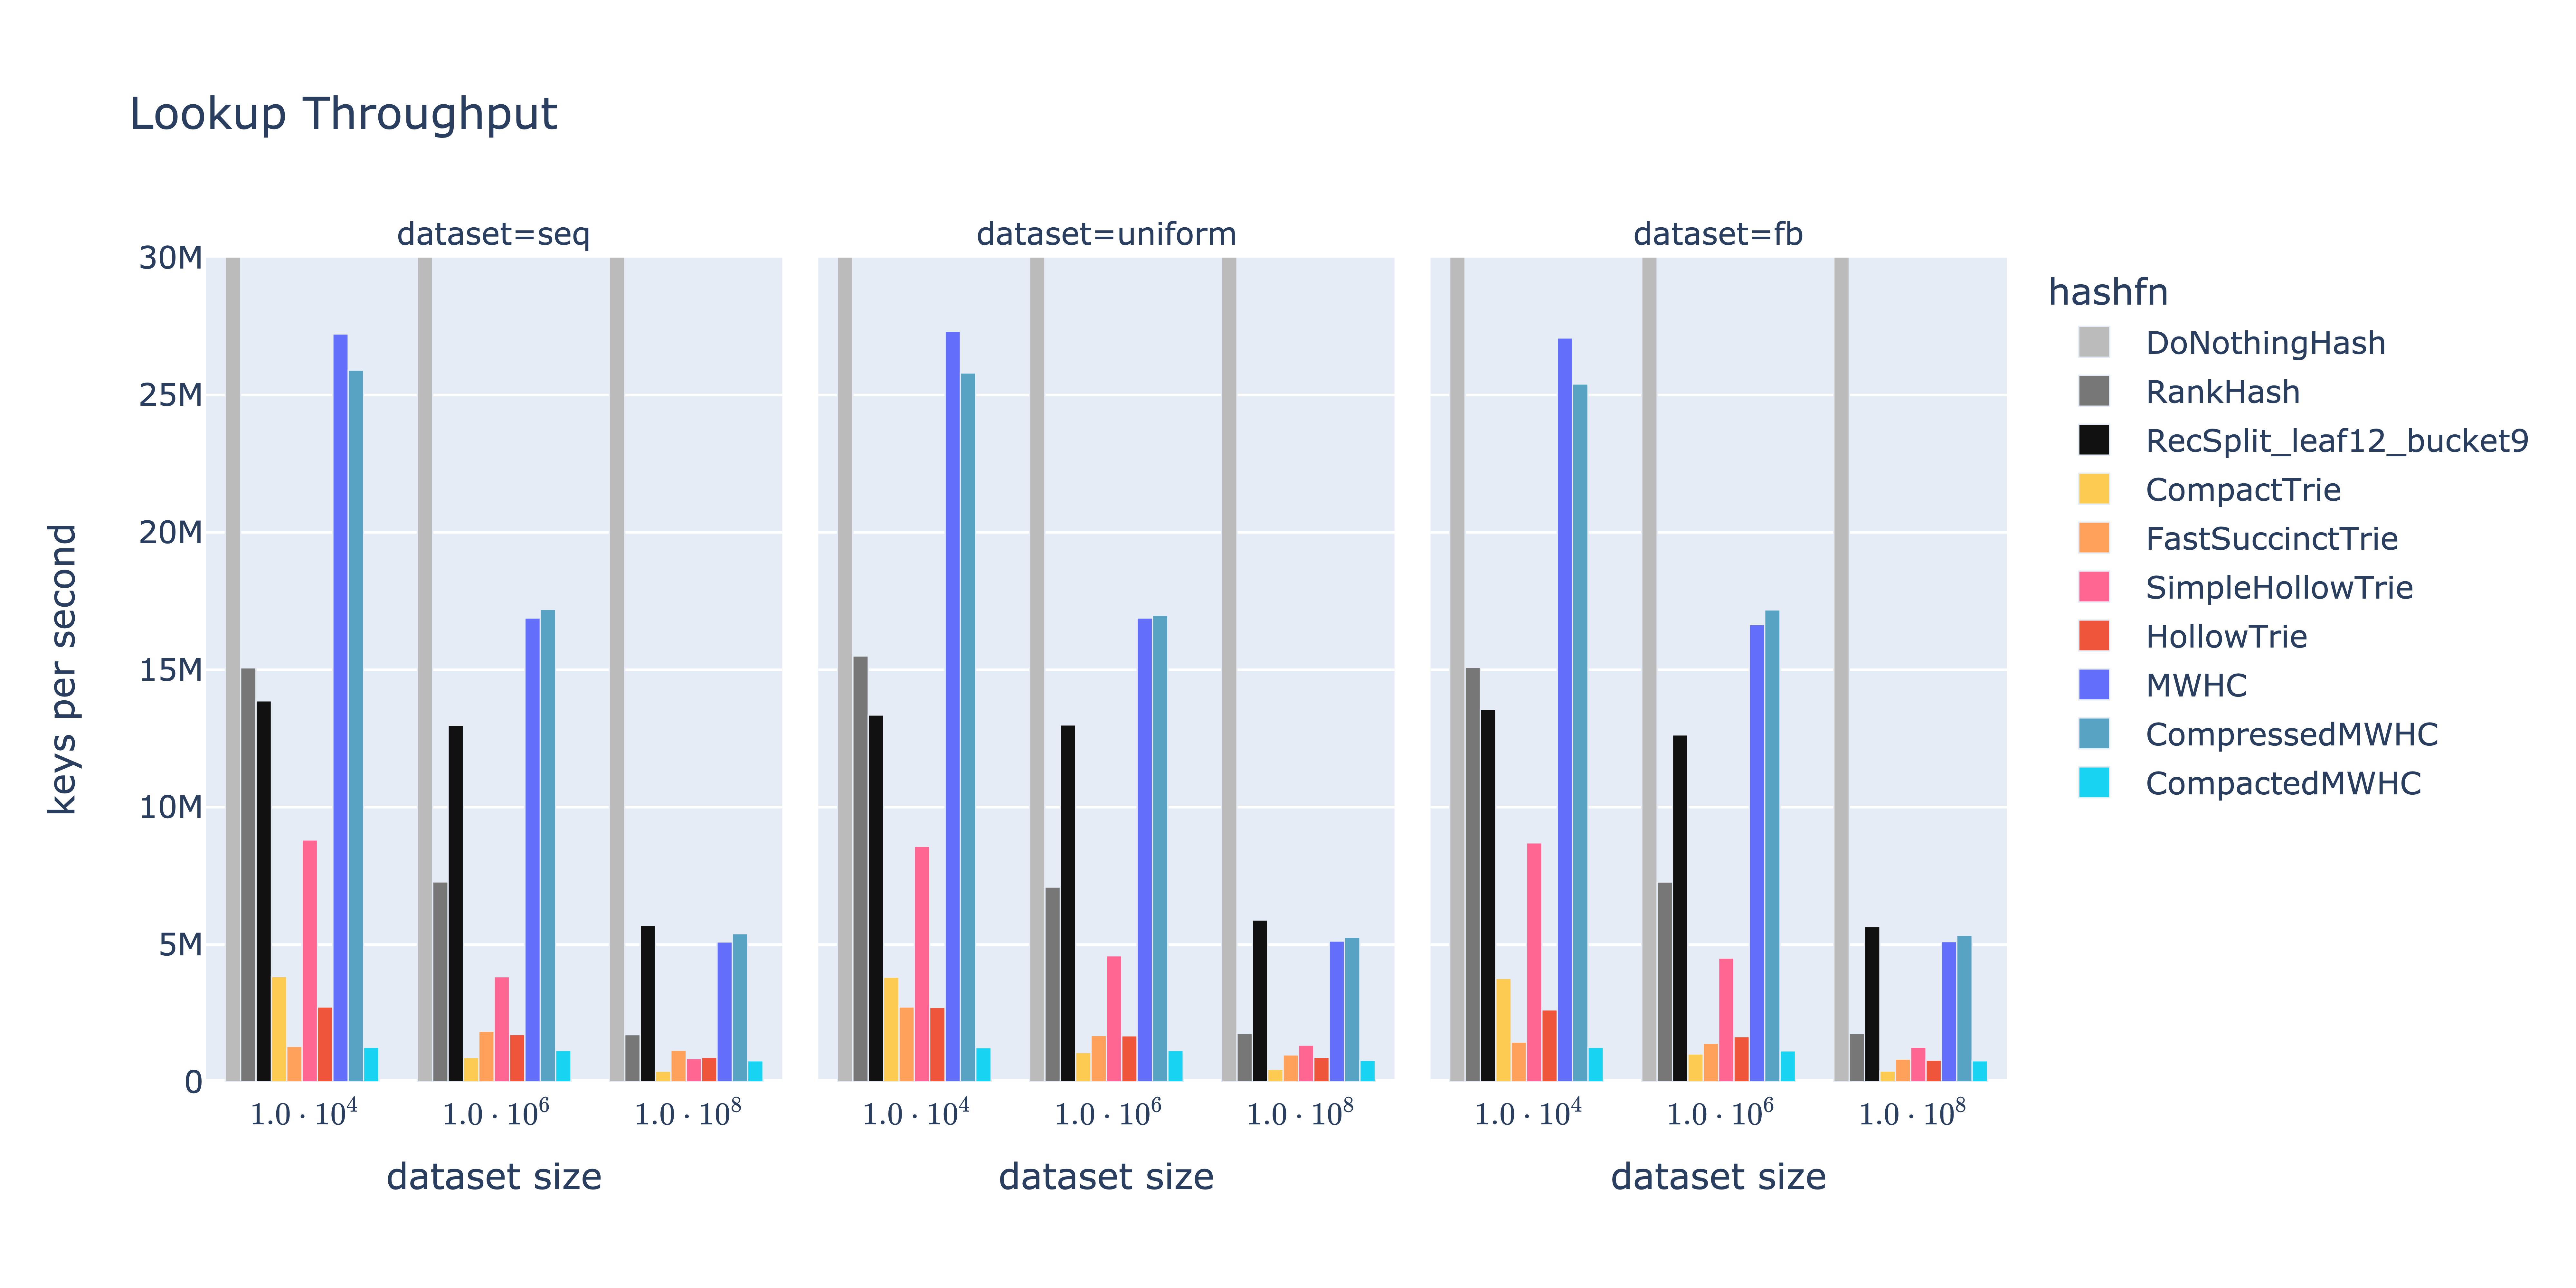 Lookup Throughput
dataset=seq
dataset=uniform
dataset=fb
30M
25M
20M
15M
10M
5M
0
keys per second
1.0 · 10⁴
1.0 · 10⁶
1.0 · 10⁸
1.0 · 10⁴
1.0 · 10⁶
1.0 · 10⁸
1.0 · 10⁴
1.0 · 10⁶
1.0 · 10⁸
dataset size
dataset size
dataset size
hashfn
DoNothingHash
RankHash
RecSplit_leaf12_bucket9
CompactTrie
FastSuccinctTrie
SimpleHollowTrie
HollowTrie
MWHC
CompressedMWHC
CompactedMWHC